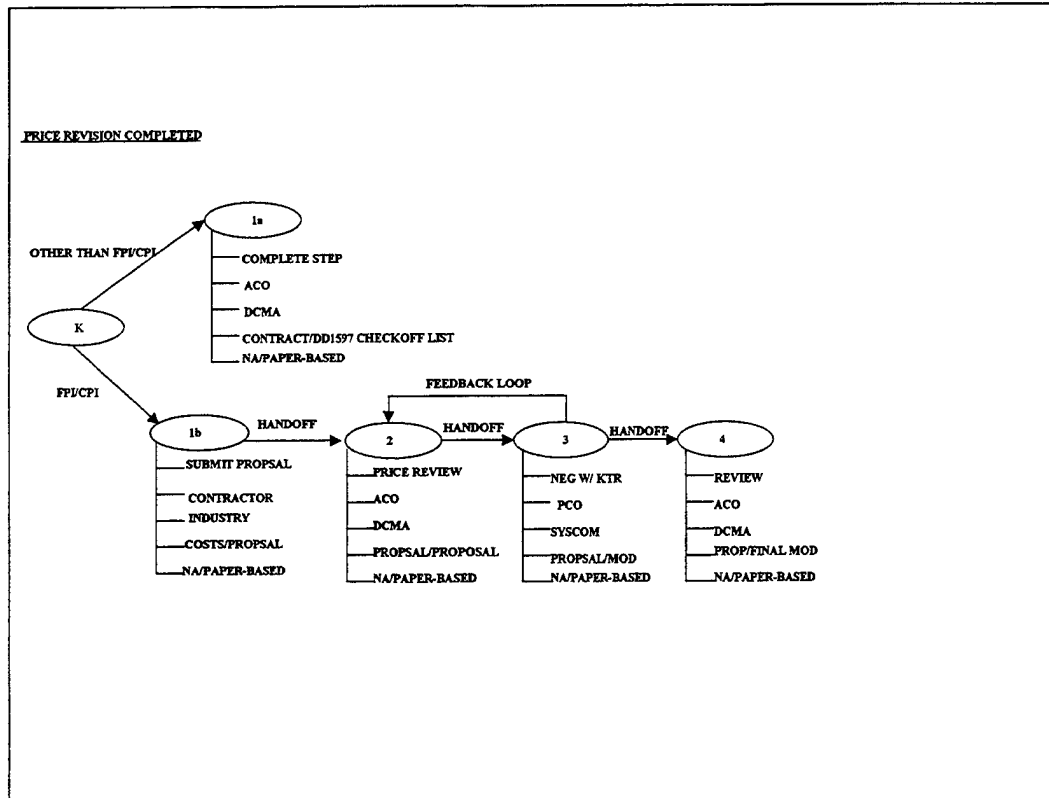 PRICE REVISION COMPLETED
1a
OTHER THAN FPI/CPI
COMPLETE STEP
ACO
DCMA
CONTRACT/DD1597 CHECKOFF LIST
NA/PAPER-BASED
K
FPI/CPI
FEEDBACK LOOP
HANDOFF
HANDOFF
HANDOFF
1b
SUBMIT PROPSAL
CONTRACTOR
INDUSTRY
COSTS/PROPSAL
NA/PAPER-BASED
2
PRICE REVIEW
ACO
DCMA
PROPSAL/PROPOSAL
NA/PAPER-BASED
3
NEG W/ KTR
PCO
SYSCOM
PROPSAL/MOD
NA/PAPER-BASED
4
REVIEW
ACO
DCMA
PROP/FINAL MOD
NA/PAPER-BASED